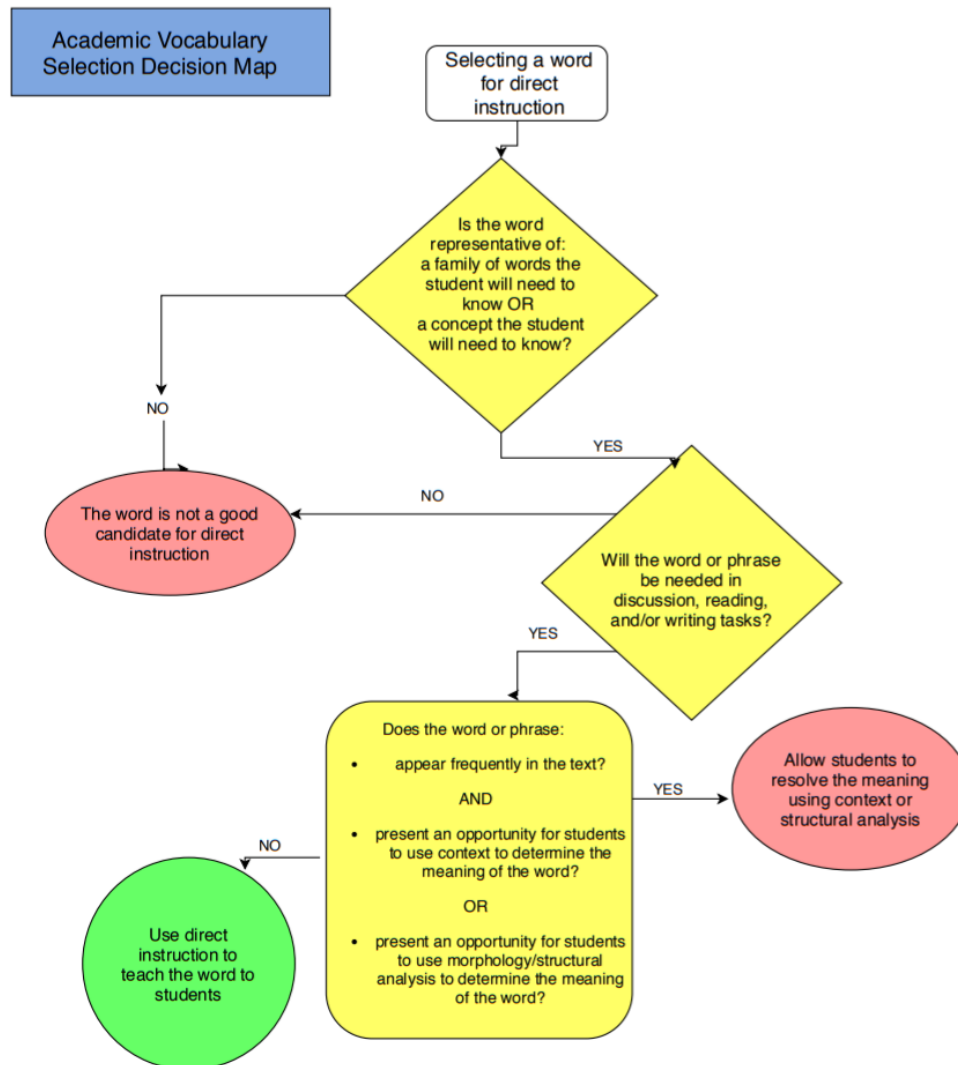 Academic Vocabulary
Selection Decision Map
Selecting a word
for direct
instruction
Is the word
representative of:
a family of words the
student will need to
know OR
a concept the student
will need to know?
NO
YES
The word is not a good
candidate for direct
instruction
NO
Will the word or phrase
be needed in
discussion, reading,
and/or writing tasks?
YES
Does the word or phrase:
• appear frequently in the text?
AND
• present an opportunity for students
to use context to determine the
meaning of the word?
OR
• present an opportunity for students
to use morphology/structural
analysis to determine the meaning
of the word?
YES
Allow students to
resolve the meaning
using context or
structural analysis
NO
Use direct
instruction to
teach the word to
students